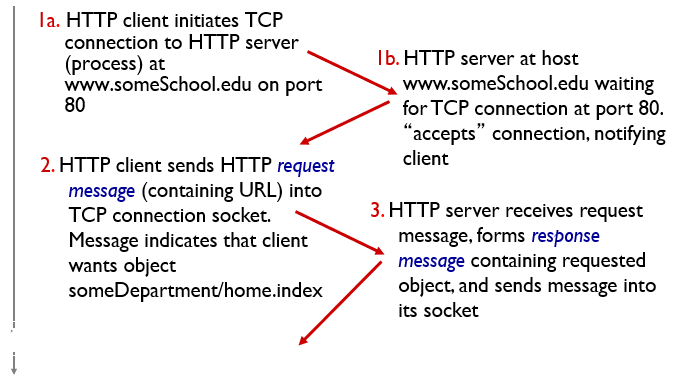 1a. HTTP client initiates TCP
connection to HTTP server
(process) at
www.someSchool.edu on port
80
1b. HTTP server at host
www.someSchool.edu waiting
for TCP connection at port 80.
“accepts” connection, notifying
client
2. HTTP client sends HTTP request
message (containing URL) into
TCP connection socket.
Message indicates that client
wants object
someDepartment/home.index
3. HTTP server receives request
message, forms response
message containing requested
object, and sends message into
its socket